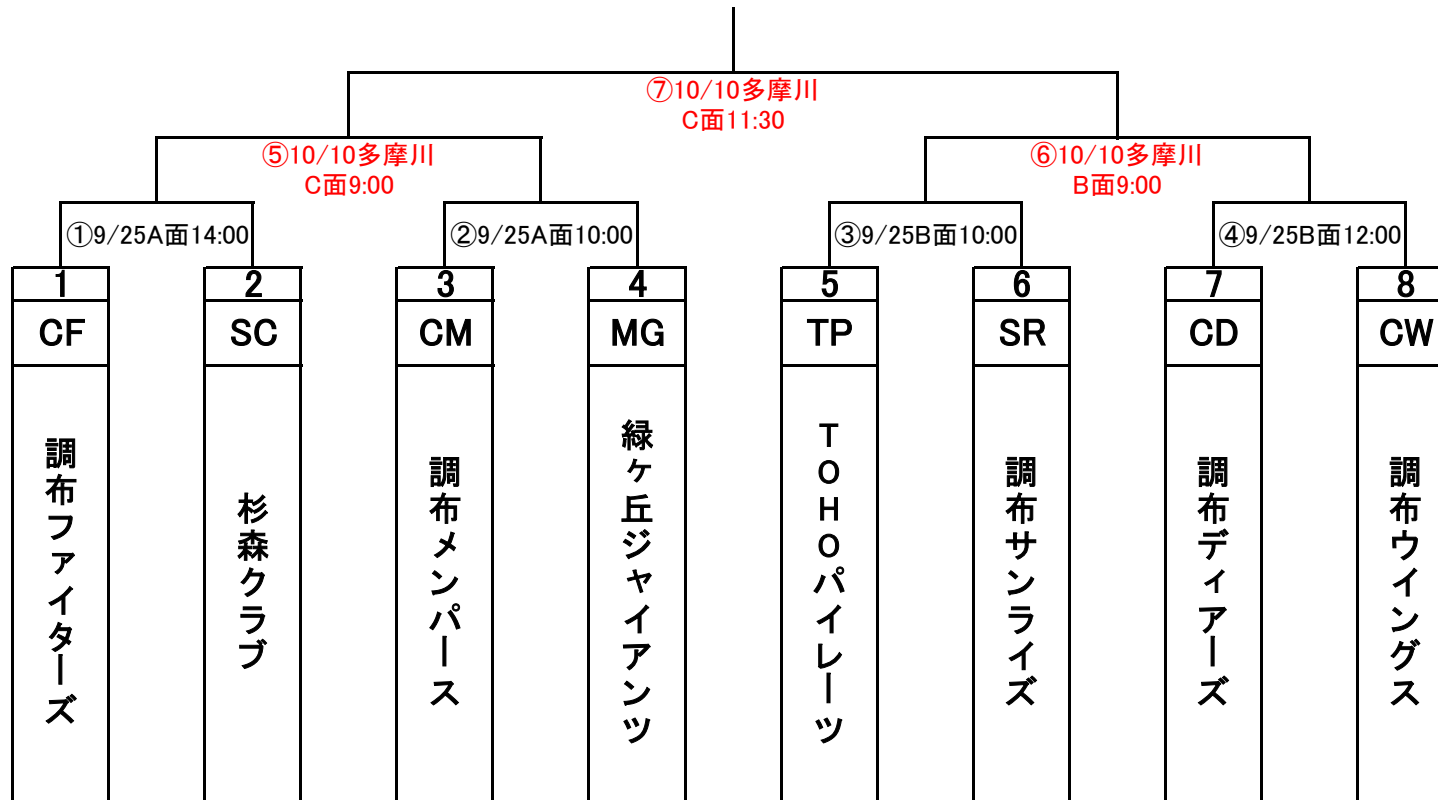 ⑦10/10多摩川
C面11:30
⑤10/10多摩川
C面9:00
⑥10/10多摩川
B面9:00
①9/25A面14:00
②9/25A面10:00
③9/25B面10:00
④9/25B面12:00
1
2
3
4
5
6
7
8
CF
SC
CM
MG
TP
SR
CD
CW
調布ファイターズ
杉森クラブ
調布メンパース
緑ヶ丘ジャイアンツ
TOHOパイレーツ
調布サンライズ
調布ディアーズ
調布ウイングス